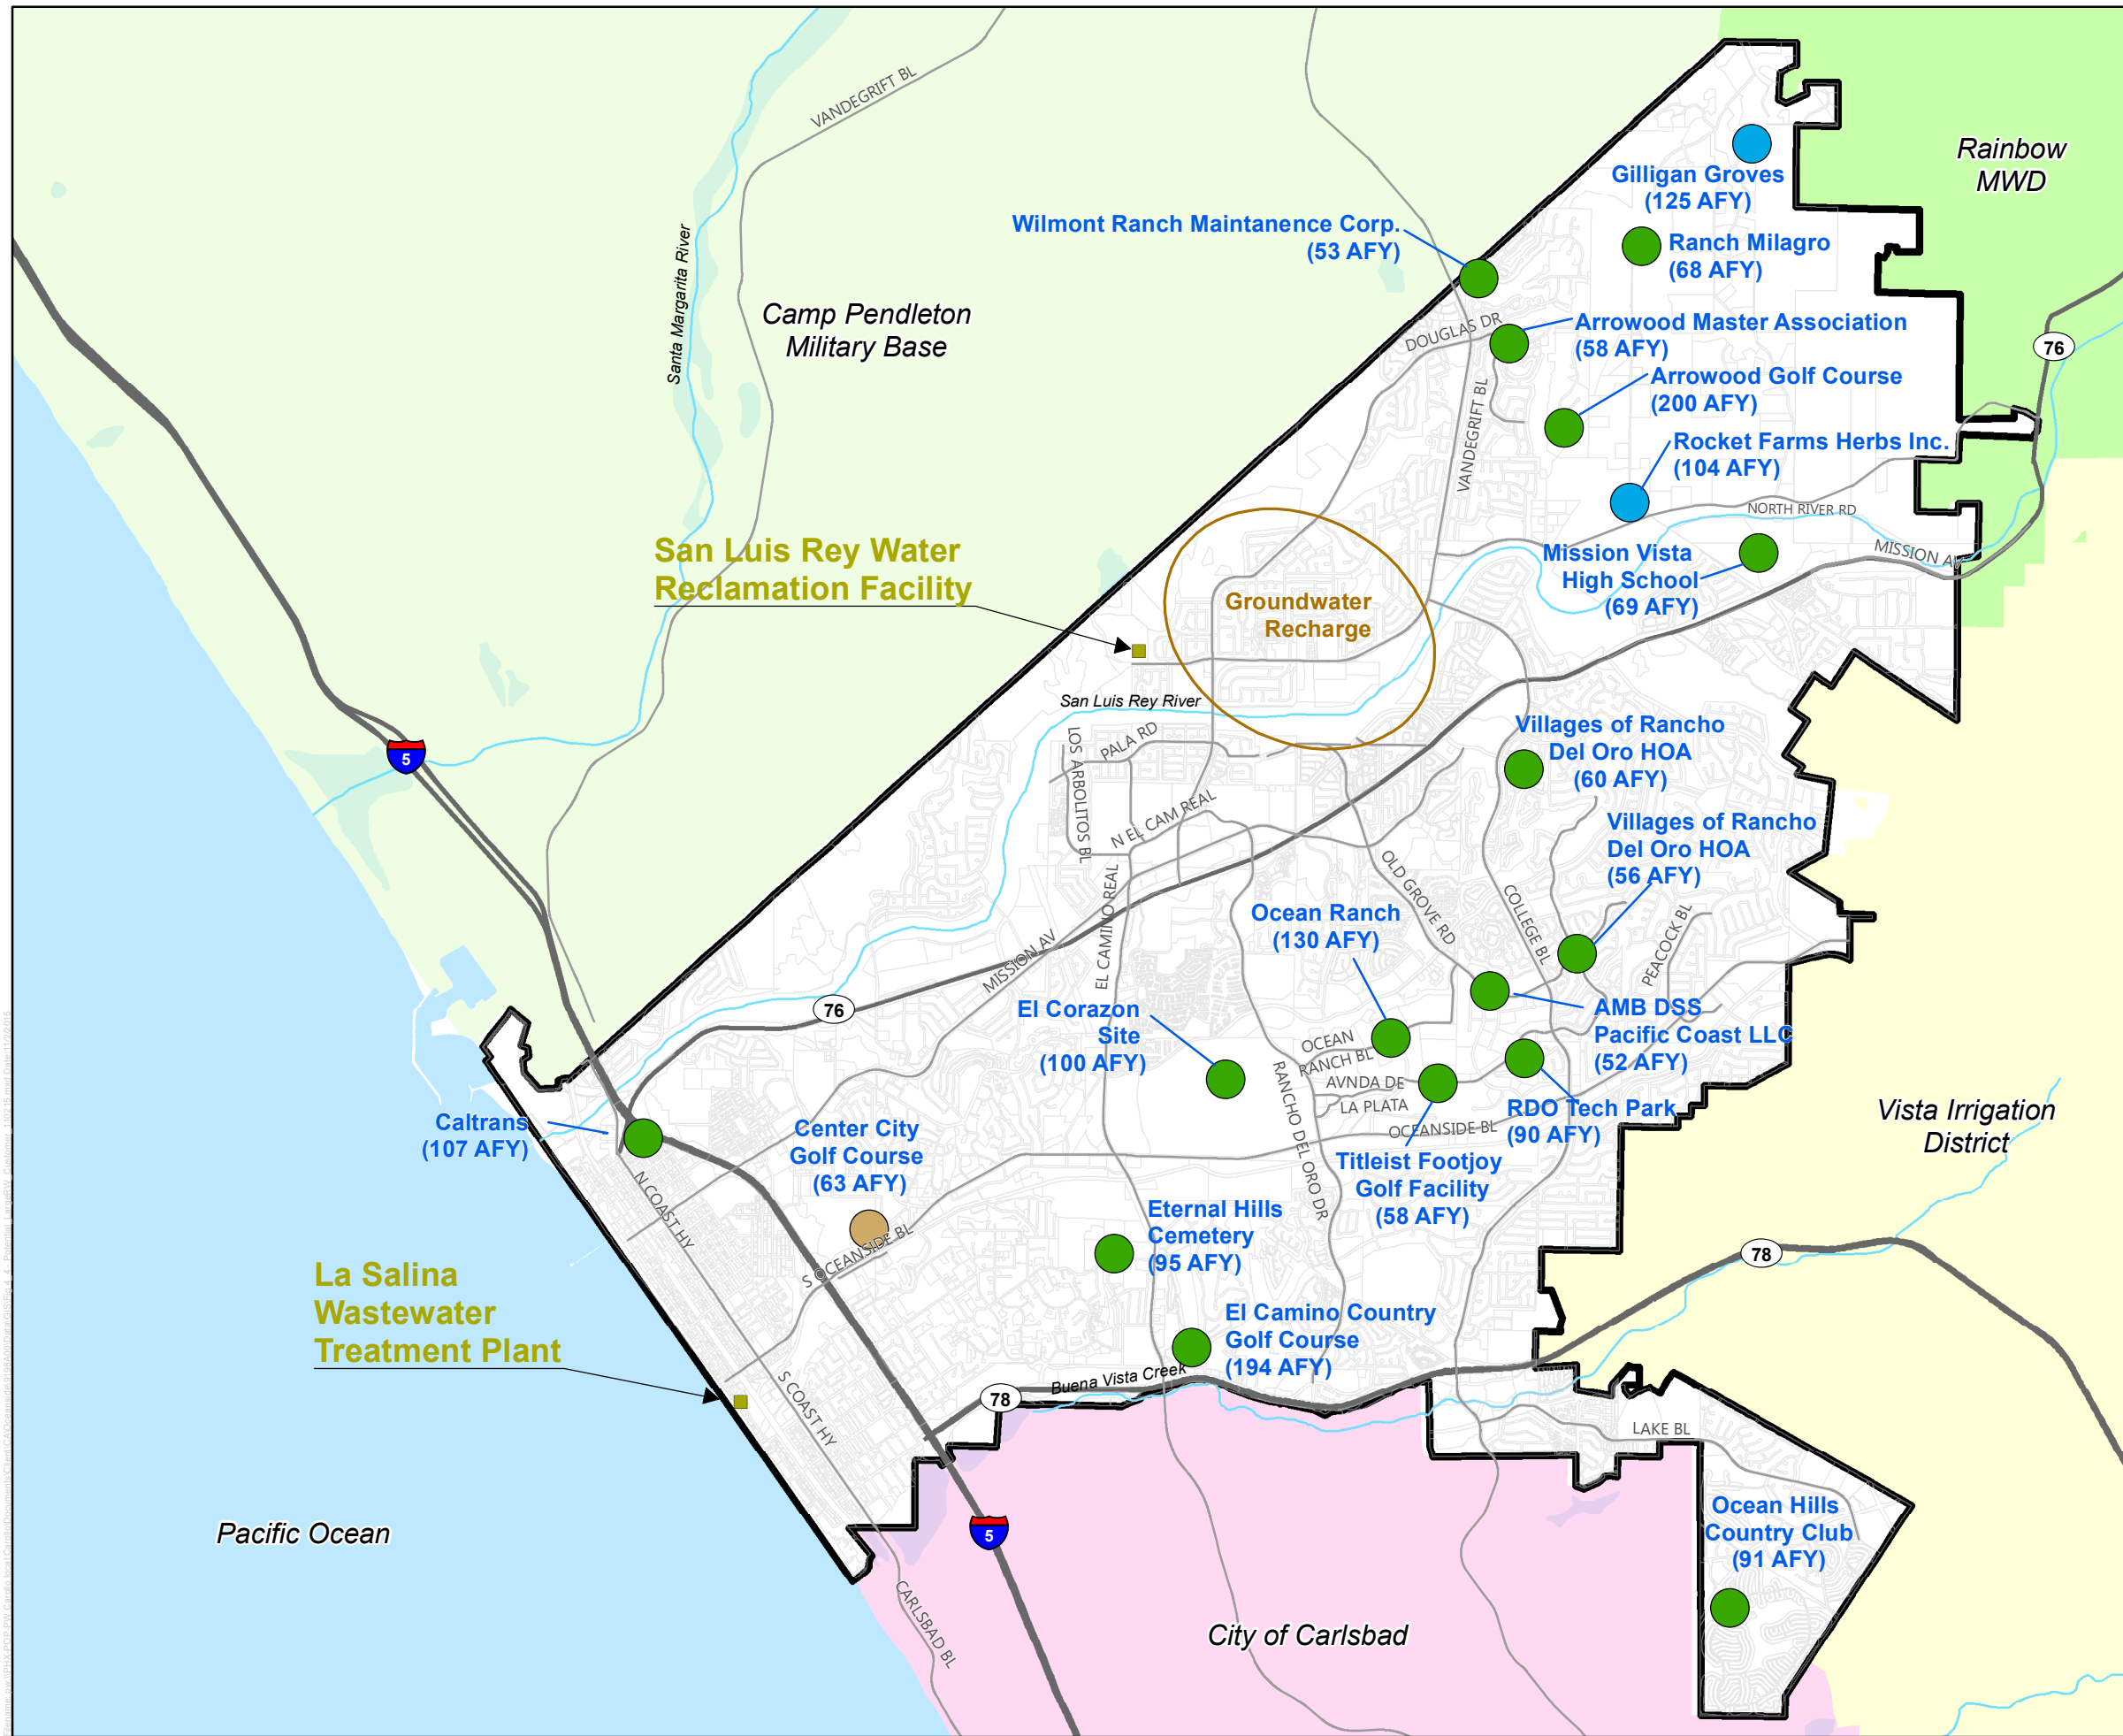 VANDEGRIFT BL
Rainbow
MWD
Gilligan Groves
(125 AFY)
Wilmont Ranch Maintanence Corp.
(53 AFY)
Ranch Milagro
(68 AFY)
Santa Margarita River
Camp Pendleton
Military Base
DOUGLAS DR
Arrowood Master Association
(58 AFY)
76
Arrowood Golf Course
(200 AFY)
VANDEGRIFT BL
Rocket Farms Herbs Inc.
(104 AFY)
NORTH RIVER RD
San Luis Rey Water
Reclamation Facility
Mission Vista
High School
(69 AFY)
MISSION AV
Groundwater
Recharge
San Luis Rey River
5
LOS ARBOLITOS BL
PALA RD
Villages of Rancho
Del Oro HOA
(60 AFY)
N EL CAM REAL
Villages of Rancho
Del Oro HOA
(56 AFY)
OLD GROVE RD
COLLEGE BL
PEACOCK BL
EL CAMINO REAL
Ocean Ranch
(130 AFY)
MISSION AV
76
El Corazon
Site
(100 AFY)
AMB DSS
Pacific Coast LLC
(52 AFY)
OCEAN
RANCH BL
AVNDA DE
LA PLATA
RANCHO DEL ORO DR
RDO Tech Park
(90 AFY)
OCEANSIDE BL
Vista Irrigation
District
Caltrans
(107 AFY)
Center City
Golf Course
(63 AFY)
Titleist Footjoy
Golf Facility
(58 AFY)
N COAST HY
Eternal Hills
Cemetery
(95 AFY)
S OCEANSIDE BL
78
La Salina
Wastewater
Treatment Plant
El Camino Country
Golf Course
(194 AFY)
Buena Vista Creek
78
S COAST HY
LAKE BL
Ocean Hills
Country Club
(91 AFY)
Pacific Ocean
5
CARLSBAD BL
City of Carlsbad